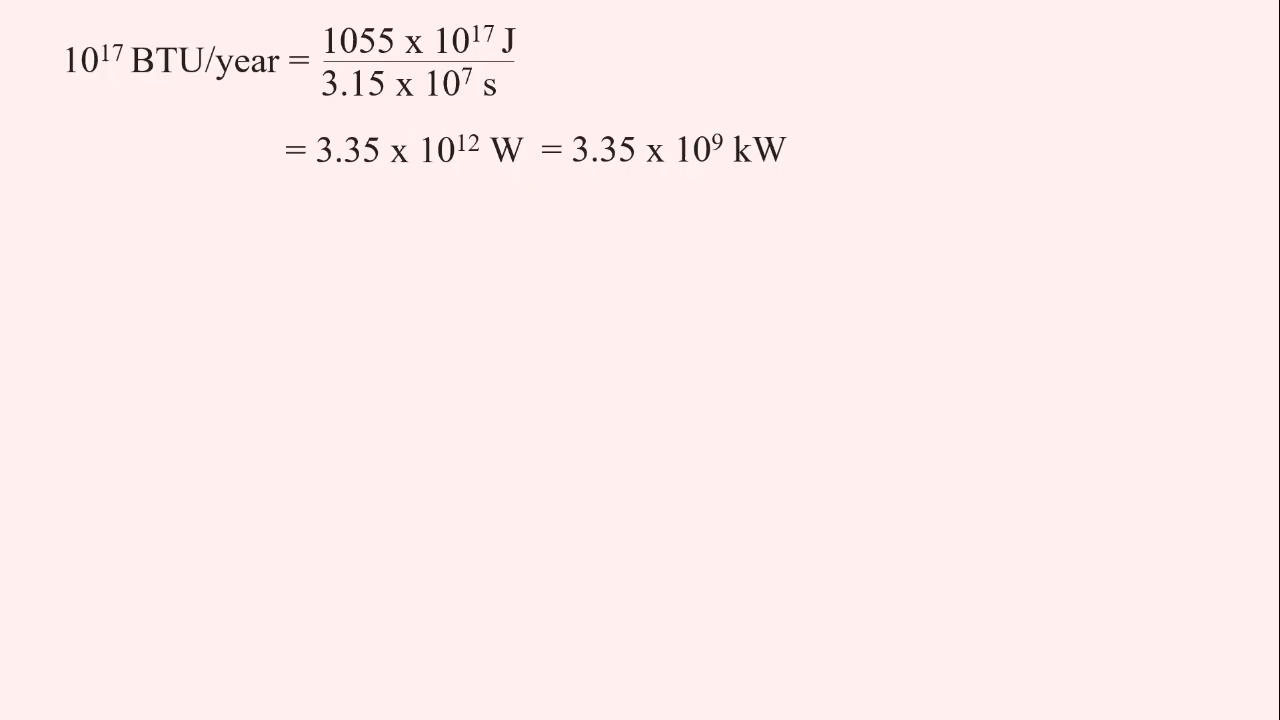 10¹⁷ BTU/year = 1055 x 10¹⁷ J / 3.15 x 10⁷ s
= 3.35 x 10¹² W = 3.35 x 10⁹ kW